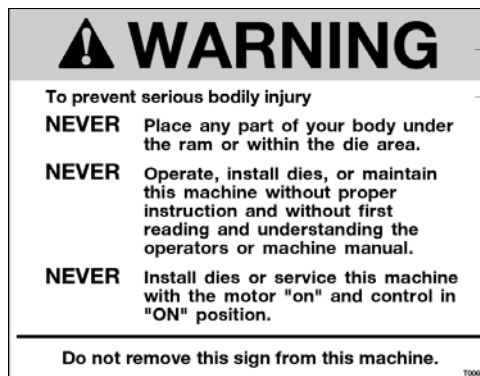 WARNING
To prevent serious bodily injury
NEVER Place any part of your body under
the ram or within the die area.
NEVER Operate, install dies, or maintain
this machine without proper
instruction and without first
reading and understanding the
operators or machine manual.
NEVER Install dies or service this machine
with the motor "on" and control in
"ON" position.
Do not remove this sign from this machine.